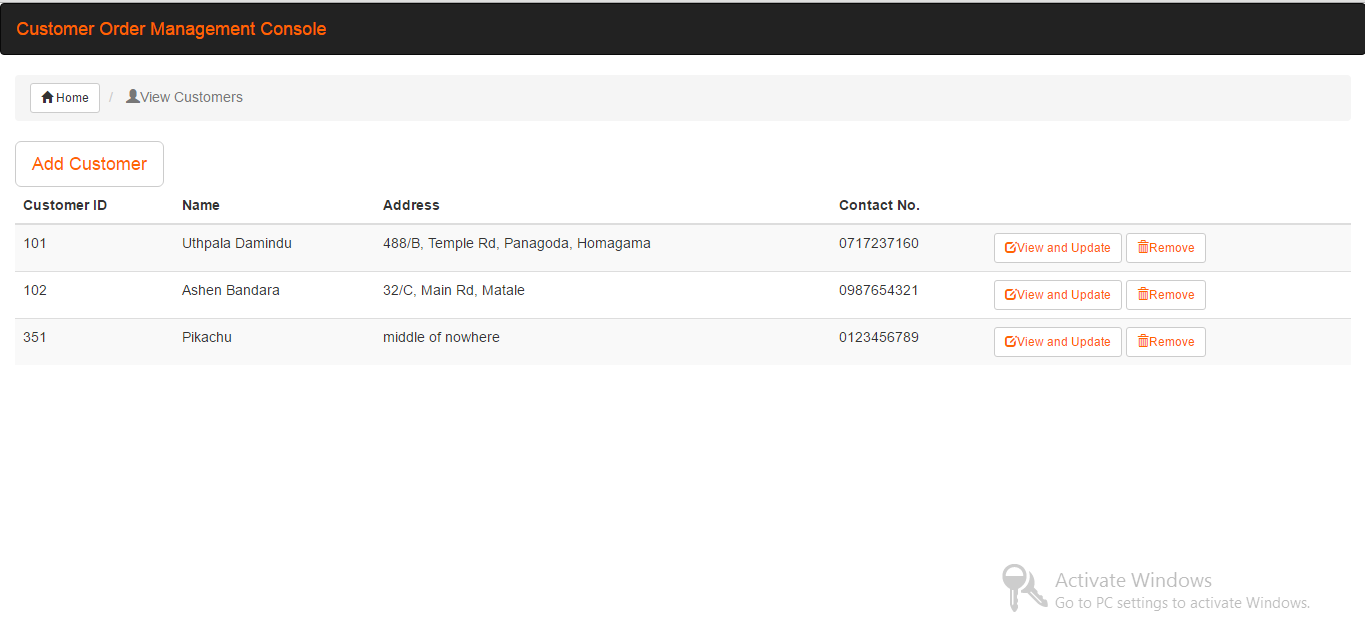 Customer Order Management Console
Home / View Customers
Add Customer
Customer ID Name Address Contact No.
101 Uthpala Damindu 488/B, Temple Rd, Panagoda, Homagama 0717237160 View and Update Remove
102 Ashen Bandara 32/C, Main Rd, Matale 0987654321 View and Update Remove
351 Pikachu middle of nowhere 0123456789 View and Update Remove
Activate Windows
Go to PC settings to activate Windows.